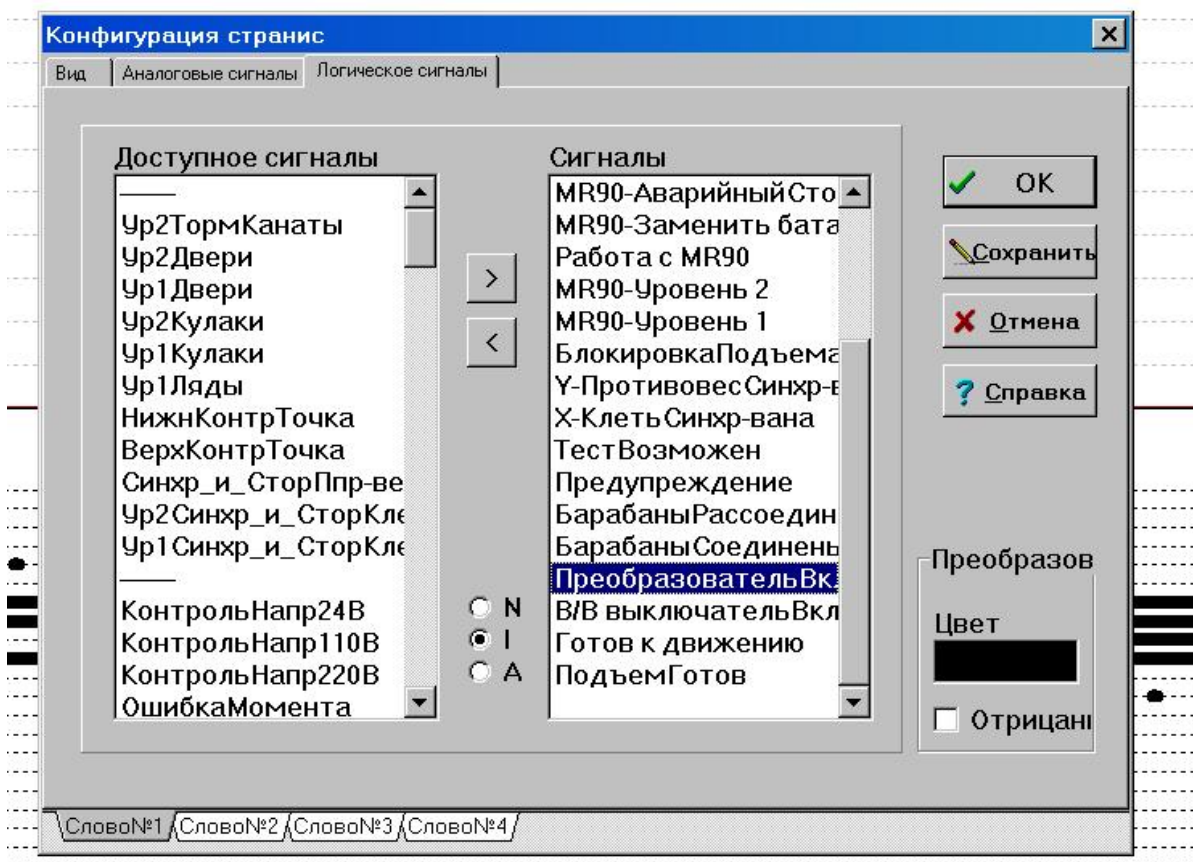 Конфигурация странис
Вид
Аналоговые сигналы
Логическое сигналы
Доступное сигналы
Ур2ТормКанаты
Ур2Двери
Ур1Двери
Ур2Кулаки
Ур1Кулаки
Ур1Ляды
НижнКонтрТочка
ВерхКонтрТочка
Синхр_и_СторПпр-ве
Ур2Синхр_и_СторКле
Ур1Синхр_и_СторКле
КонтрольНапр24В
КонтрольНапр110В
КонтрольНапр220В
ОшибкаМомента
>
<
N
I
A
Сигналы
MR90-АварийныйСто
MR90-Заменить бата
Работа с MR90
MR90-Уровень 2
MR90-Уровень 1
БлокировкаПодъема
Y-ПротивовесСинхр-в
X-КлетьСинхр-вана
ТестВозможен
Предупреждение
БарабаныРассоедин
БарабаныСоединены
ПреобразовательВк
В/В выключательВкл
Готов к движению
ПодъемГотов
OK
Сохранить
Отмена
Справка
Преобразов
Цвет
Отрицани
Слово№1
Слово№2
Слово№3
Слово№4